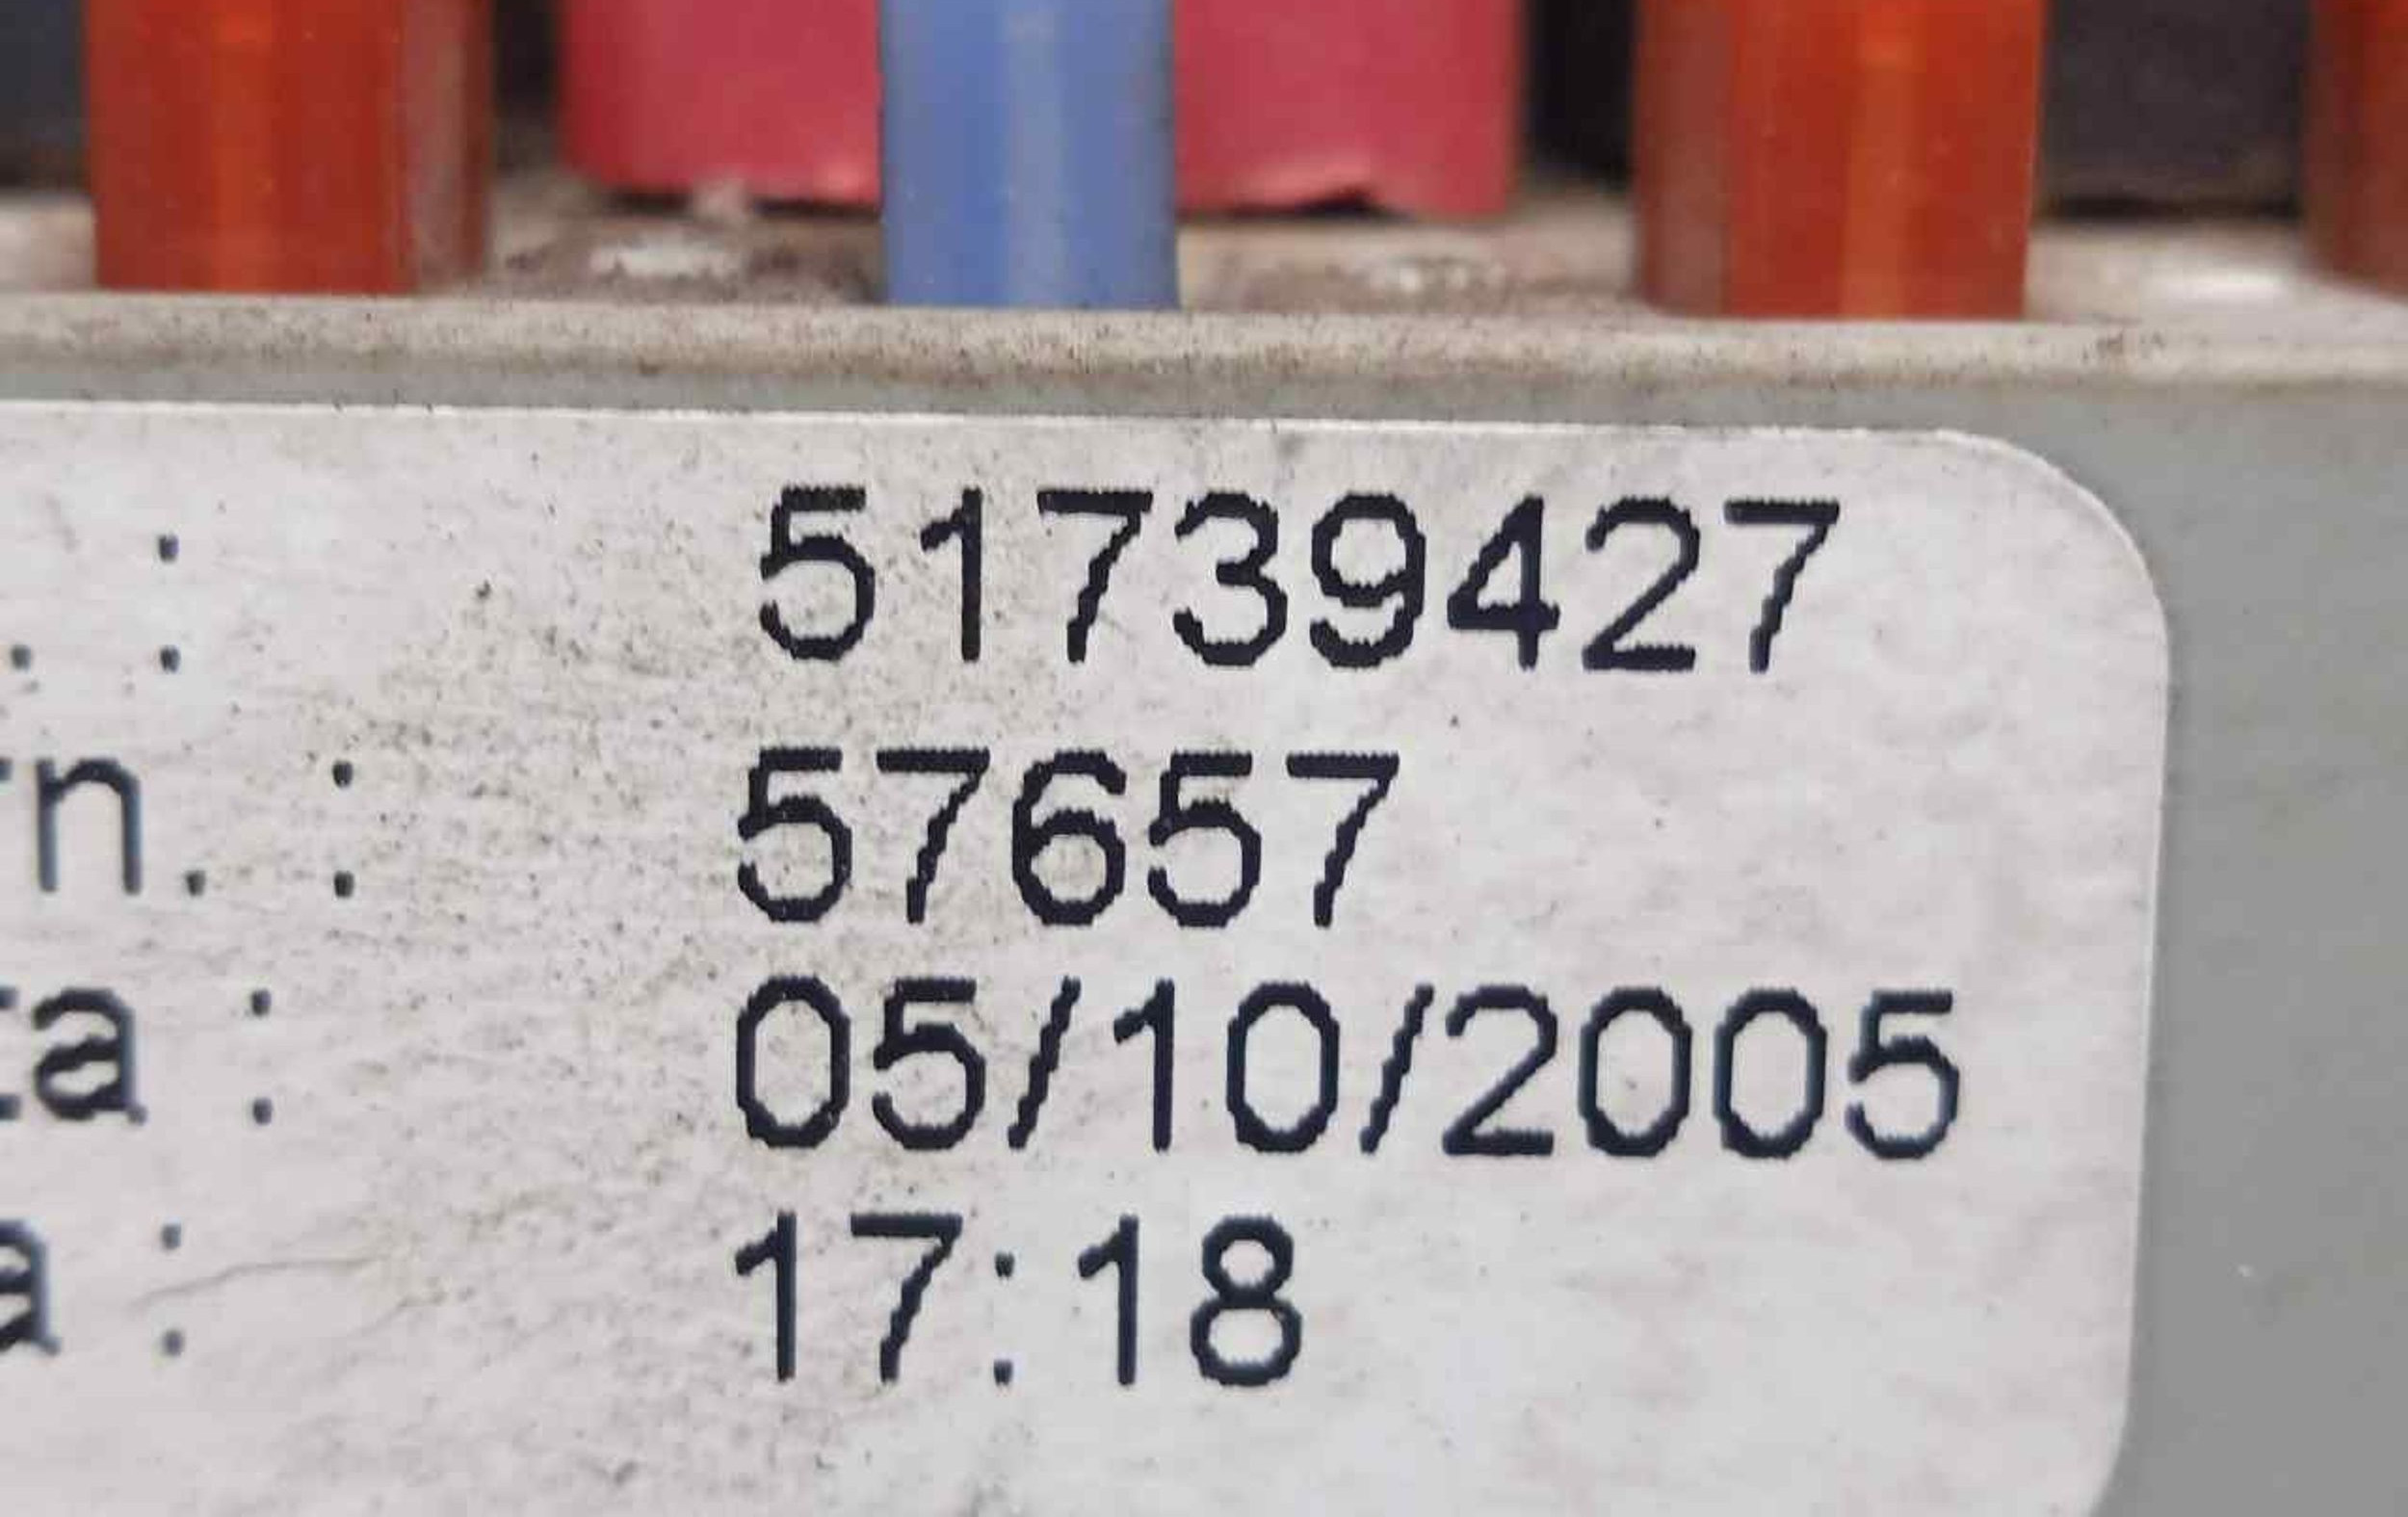 : 51739427
. :
n. : 57657
a : 05/10/2005
a : 17:18